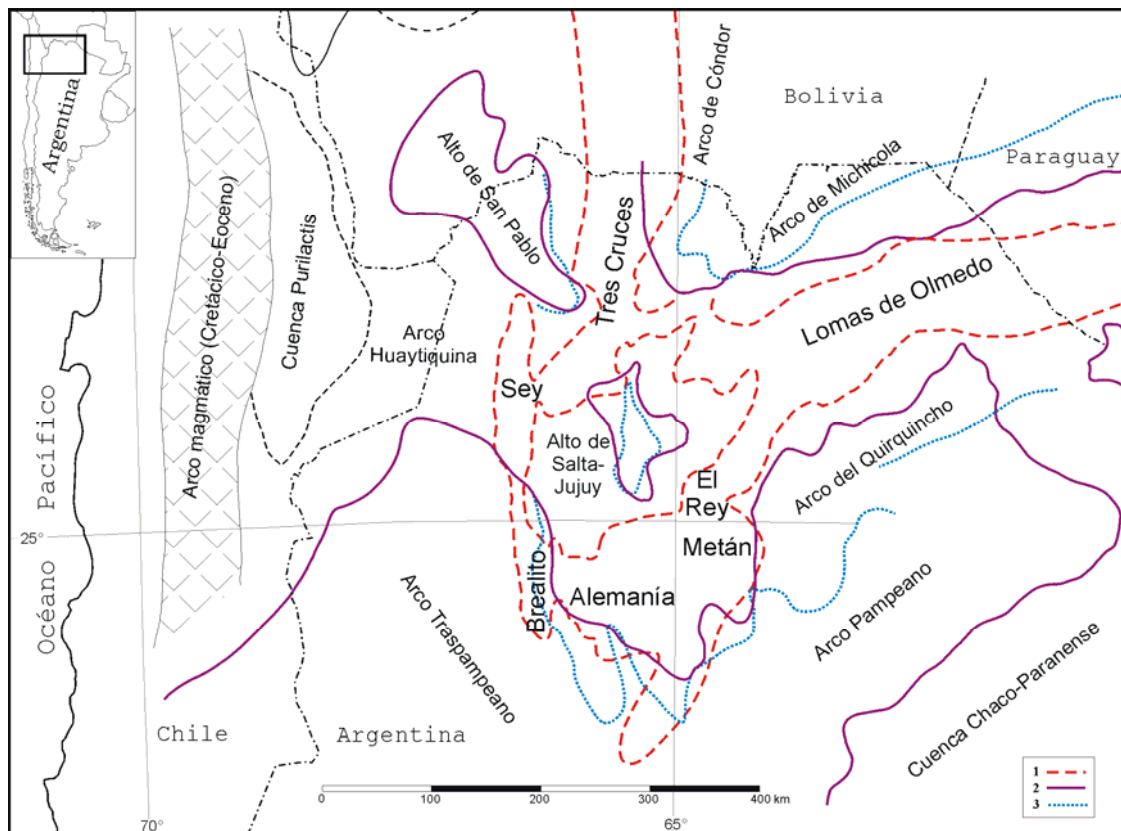 Argentina
Arco magmático (Cretácico-Eoceno)
Cuenca Purilactis
Alto de
San Pablo
Tres Cruces
Arco de Cóndor
Bolivia
Arco de Michicola
Paraguay
Lomas de Olmedo
Arco
Huaytiquina
Sey
Alto de
Salta-
Jujuy
El
Rey
Arco del Quirquincho
Océano Pacífico
25°
Metán
Brealito
Alemanía
Arco Traspampeano
Arco Pampeano
Cuenca Chaco-Paranense
Chile
Argentina
0 100 200 300 400 km
1
2
3
70°
65°